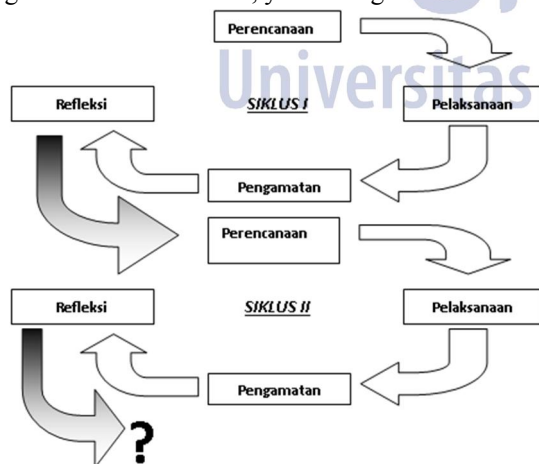 Perencanaan
Universitas
Refleksi
SIKLUS I
Pelaksanaan
Pengamatan
Perencanaan
Refleksi
SIKLUS II
Pelaksanaan
Pengamatan
?